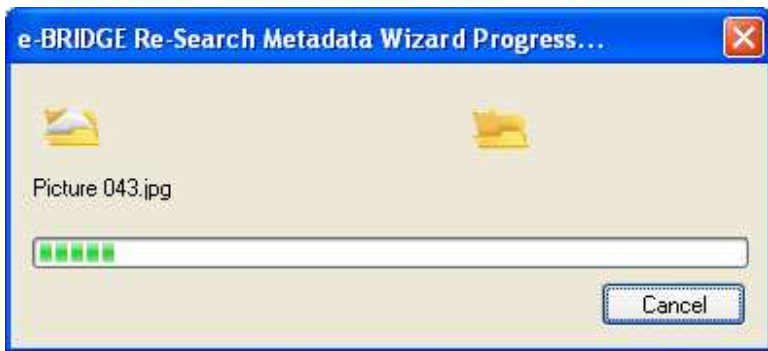 e-BRIDGE Re-Search Metadata Wizard Progress...
Picture 043.jpg
Cancel